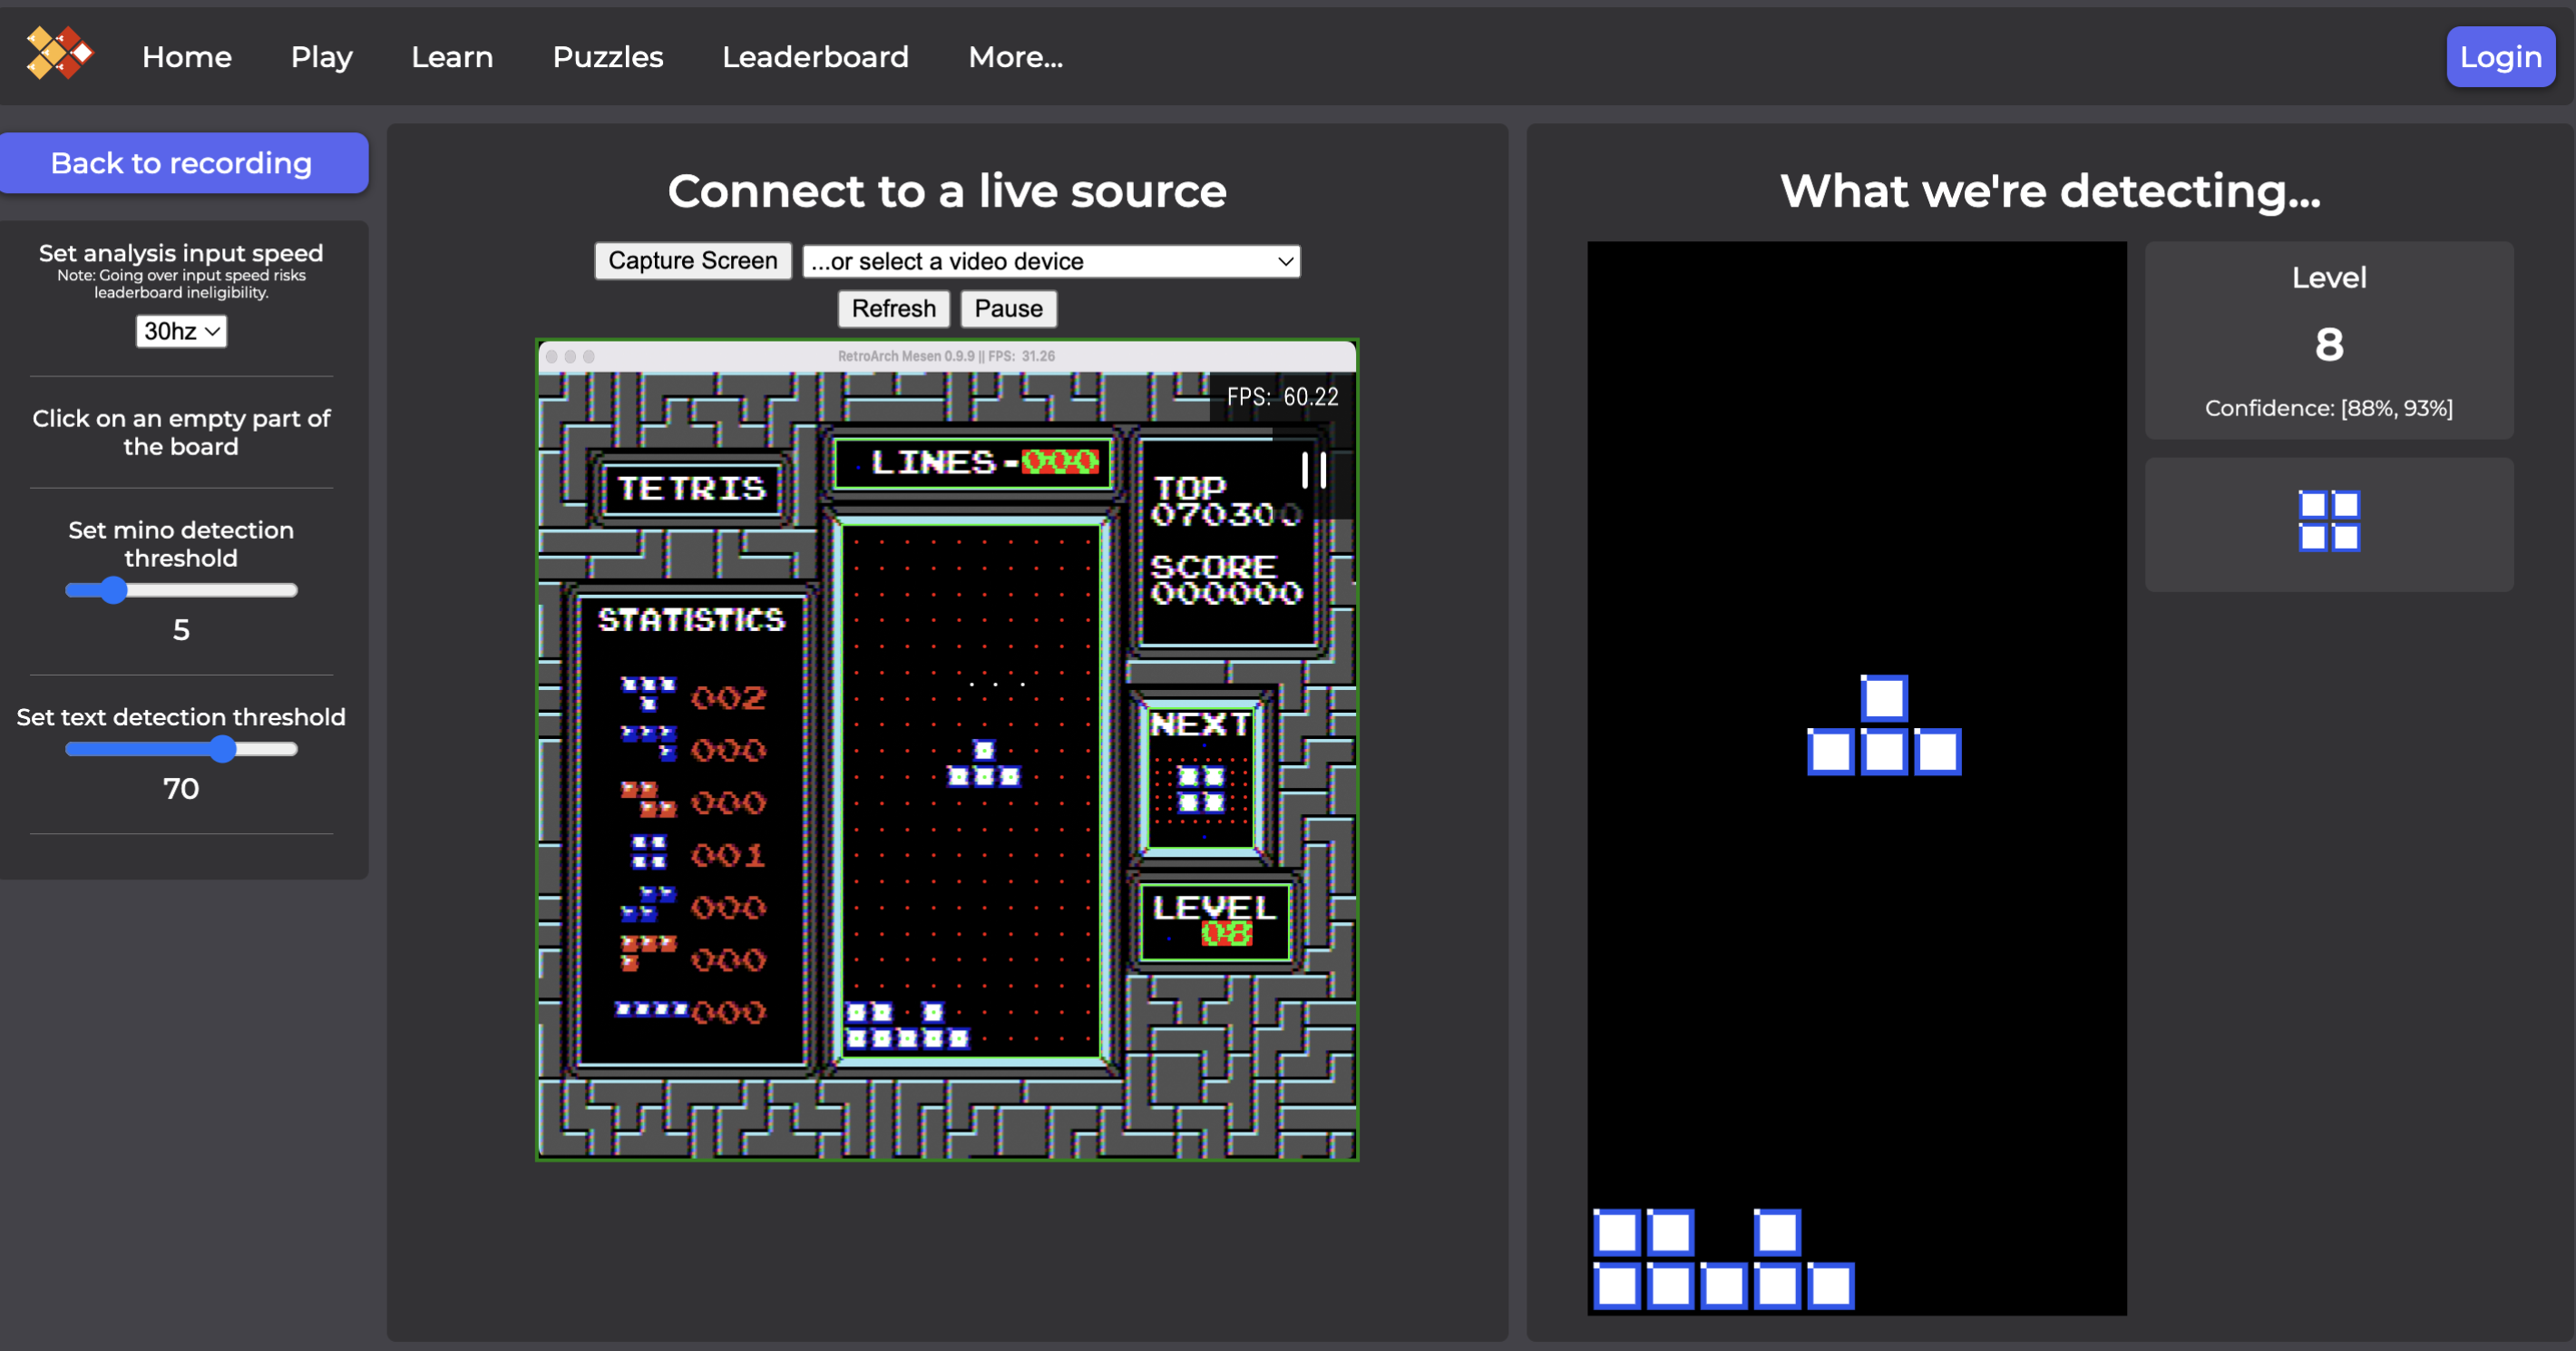 Home Play Learn Puzzles Leaderboard More... Login
Back to recording
Set analysis input speed
Note: Going over input speed risks
leaderboard ineligibility.
30hz
Click on an empty part of
the board
Set mino detection
threshold
5
Set text detection threshold
70
Connect to a live source
Capture Screen ...or select a video device
Refresh Pause
RetroArch Mesen 0.9.9 || FPS: 31.26
FPS: 60.22
TETRIS
LINES-000
TOP
070300
SCORE
000000
STATISTICS
002
000
000
001
000
000
000
NEXT
LEVEL
08
What we're detecting...
Level
8
Confidence: [88%, 93%]